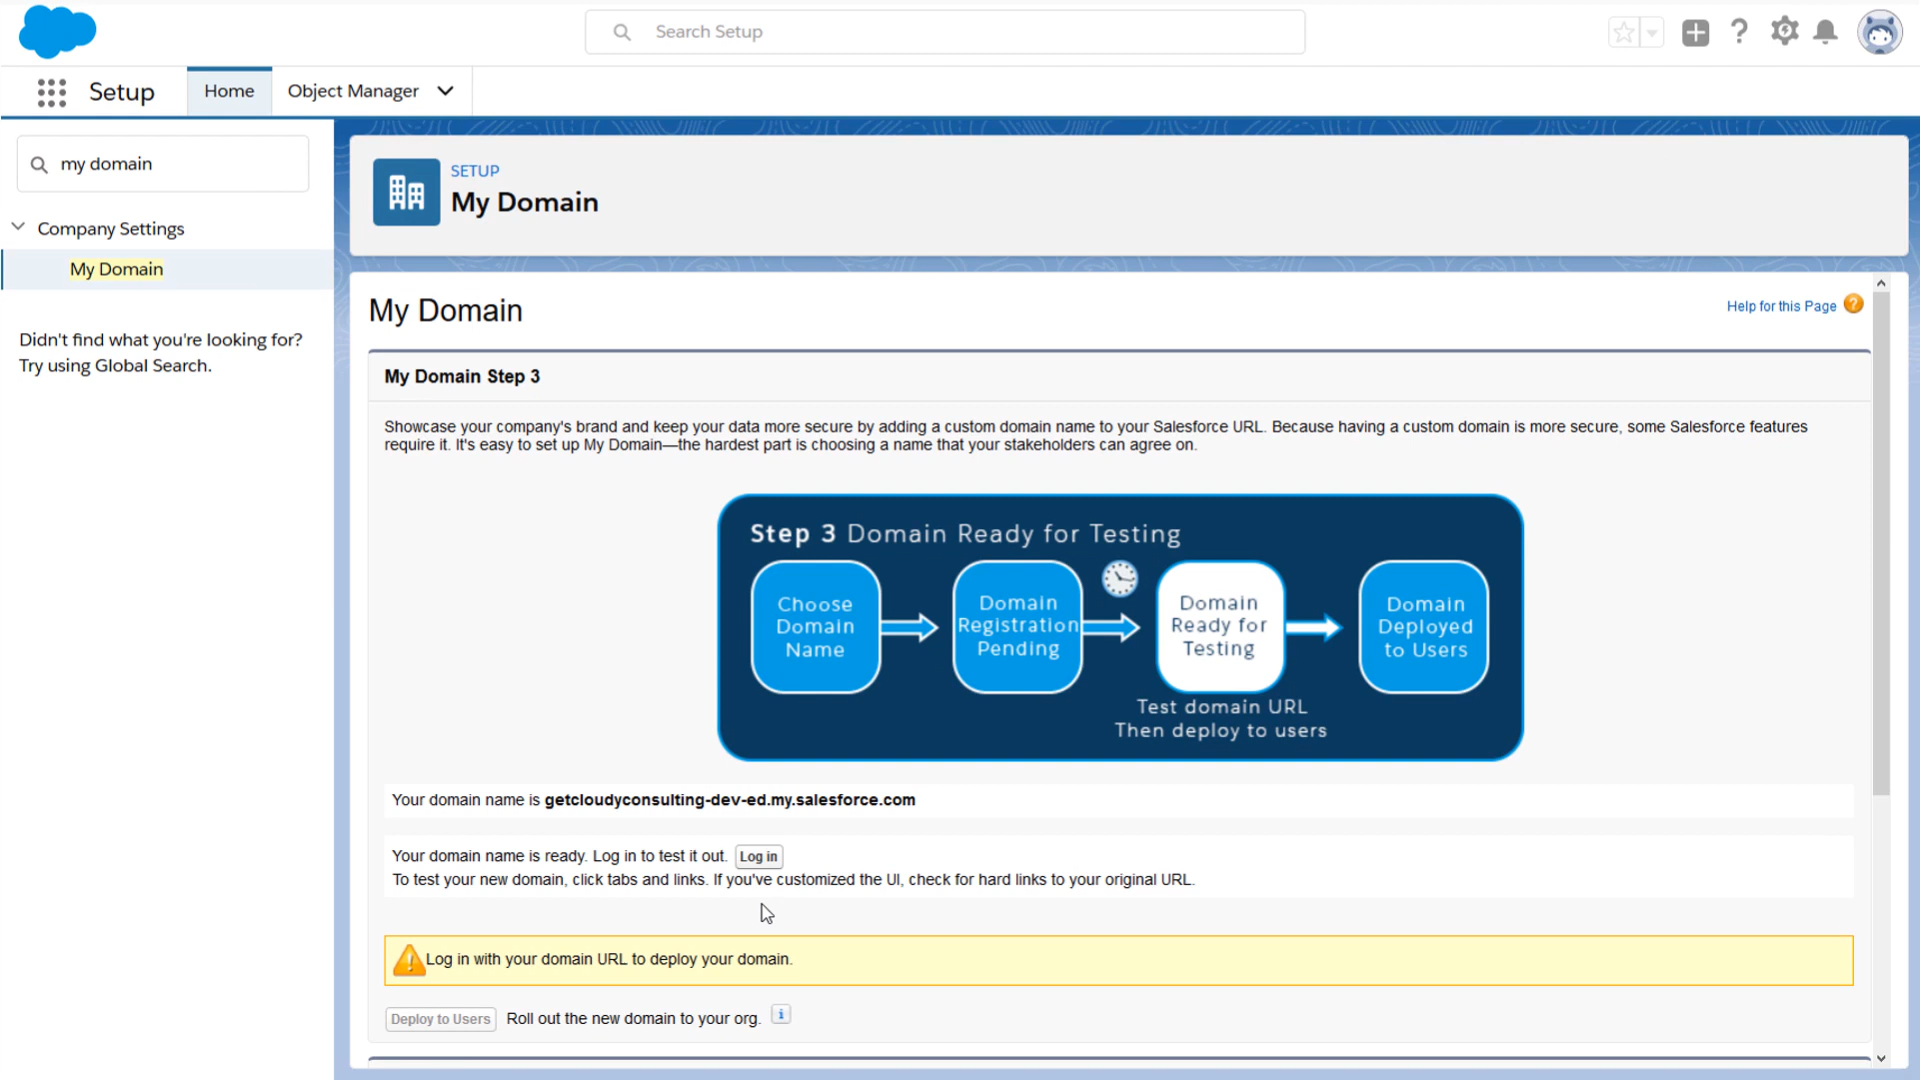 Search Setup
Setup
Home
Object Manager
my domain
Company Settings
My Domain
Didn't find what you're looking for?
Try using Global Search.
SETUP
My Domain
My Domain
Help for this Page
My Domain Step 3
Showcase your company's brand and keep your data more secure by adding a custom domain name to your Salesforce URL. Because having a custom domain is more secure, some Salesforce features
require it. It's easy to set up My Domain—the hardest part is choosing a name that your stakeholders can agree on.
Step 3 Domain Ready for Testing
Choose
Domain
Name
Domain
Registration
Pending
Domain
Ready for
Testing
Domain
Deployed
to Users
Test domain URL
Then deploy to users
Your domain name is getcloudyconsulting-dev-ed.my.salesforce.com
Your domain name is ready. Log in to test it out. Log in
To test your new domain, click tabs and links. If you've customized the UI, check for hard links to your original URL.
Log in with your domain URL to deploy your domain.
Deploy to Users Roll out the new domain to your org.